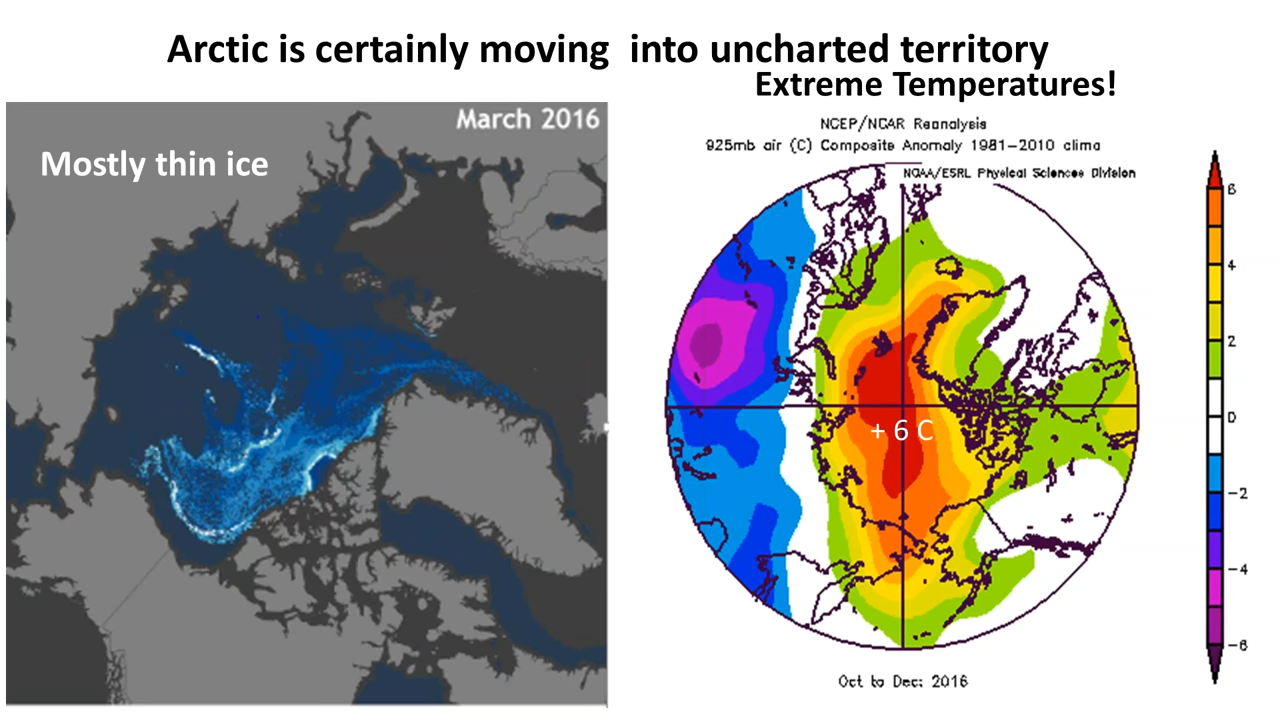 Arctic is certainly moving  into uncharted territory
Extreme Temperatures!
March 2016
Mostly thin ice
NCEP/NCAR Reanalysis
925mb air (C) Composite Anomaly 1981-2010 clima
NOAA/ESRL Physical Sciences Division
+ 6 C
6
4
2
0
-2
-4
-6
Oct to Dec: 2016